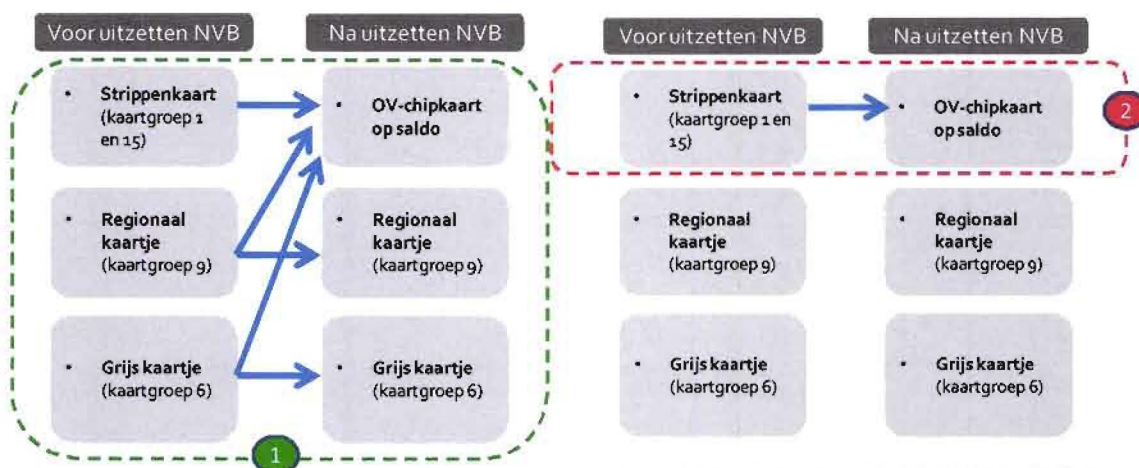 Voor uitzetten NVB
Na uitzetten NVB
• Strippenkaart
(kaartgroep 1
en 15)
• OV-chipkaart
op saldo
• Regionaal
kaartje
(kaartgroep 9)
• Regionaal
kaartje
(kaartgroep 9)
• Grijs kaartje
(kaartgroep 6)
• Grijs kaartje
(kaartgroep 6)
1
Voor uitzetten NVB
Na uitzetten NVB
• Strippenkaart
(kaartgroep 1 en
15)
• OV-chipkaart
op saldo
2
• Regionaal
kaartje
(kaartgroep 9)
• Regionaal
kaartje
(kaartgroep 9)
• Grijs kaartje
(kaartgroep 6)
• Grijs kaartje
(kaartgroep 6)